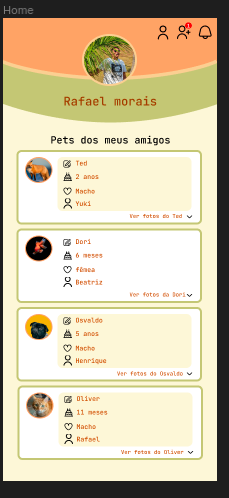 Home
1
Rafael morais
Pets dos meus amigos
Ted
2 anos
Macho
Yuki
Ver fotos do Ted
Dori
6 meses
fêmea
Beatriz
Ver fotos da Dori
Osvaldo
5 anos
Macho
Henrique
Ver fotos do Osvaldo
Oliver
11 meses
Macho
Rafael
Ver fotos do Oliver